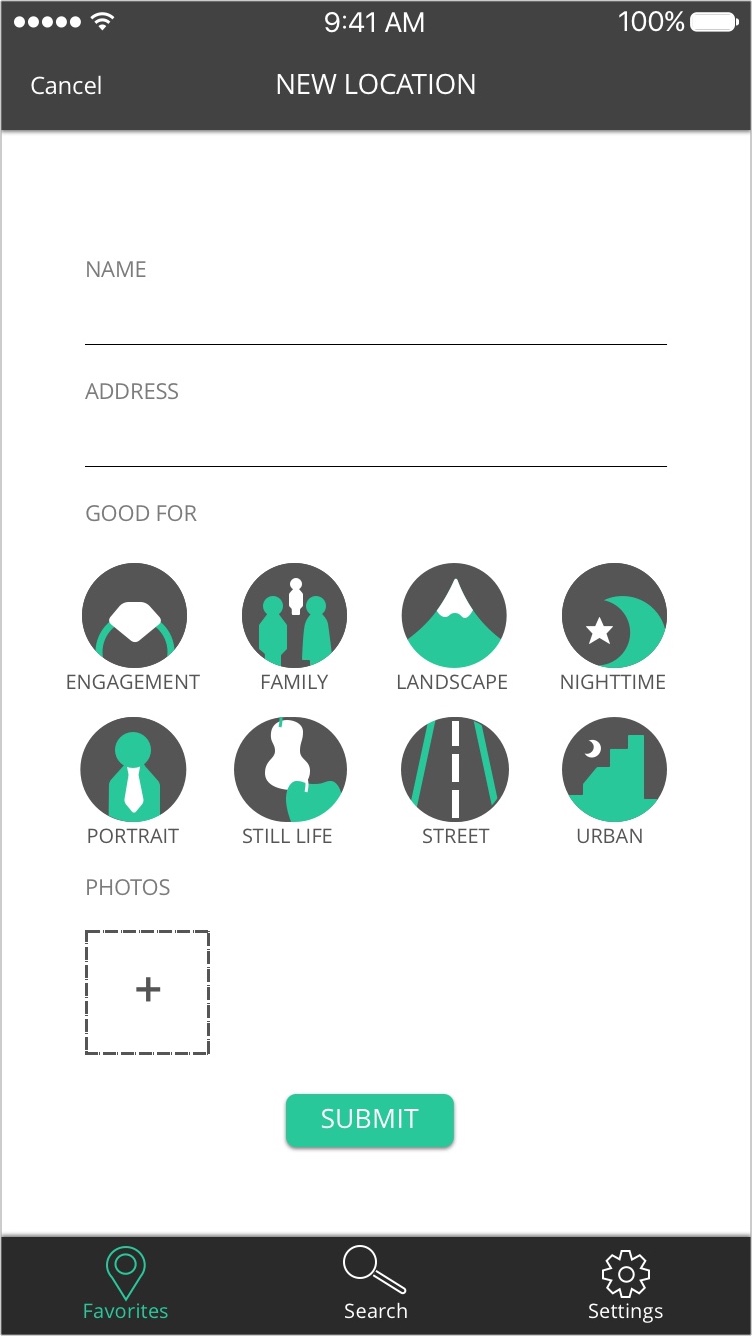 9:41 AM 100%
Cancel NEW LOCATION
NAME
ADDRESS
GOOD FOR
ENGAGEMENT FAMILY LANDSCAPE NIGHTTIME
PORTRAIT STILL LIFE STREET URBAN
PHOTOS
+
SUBMIT
Favorites Search Settings